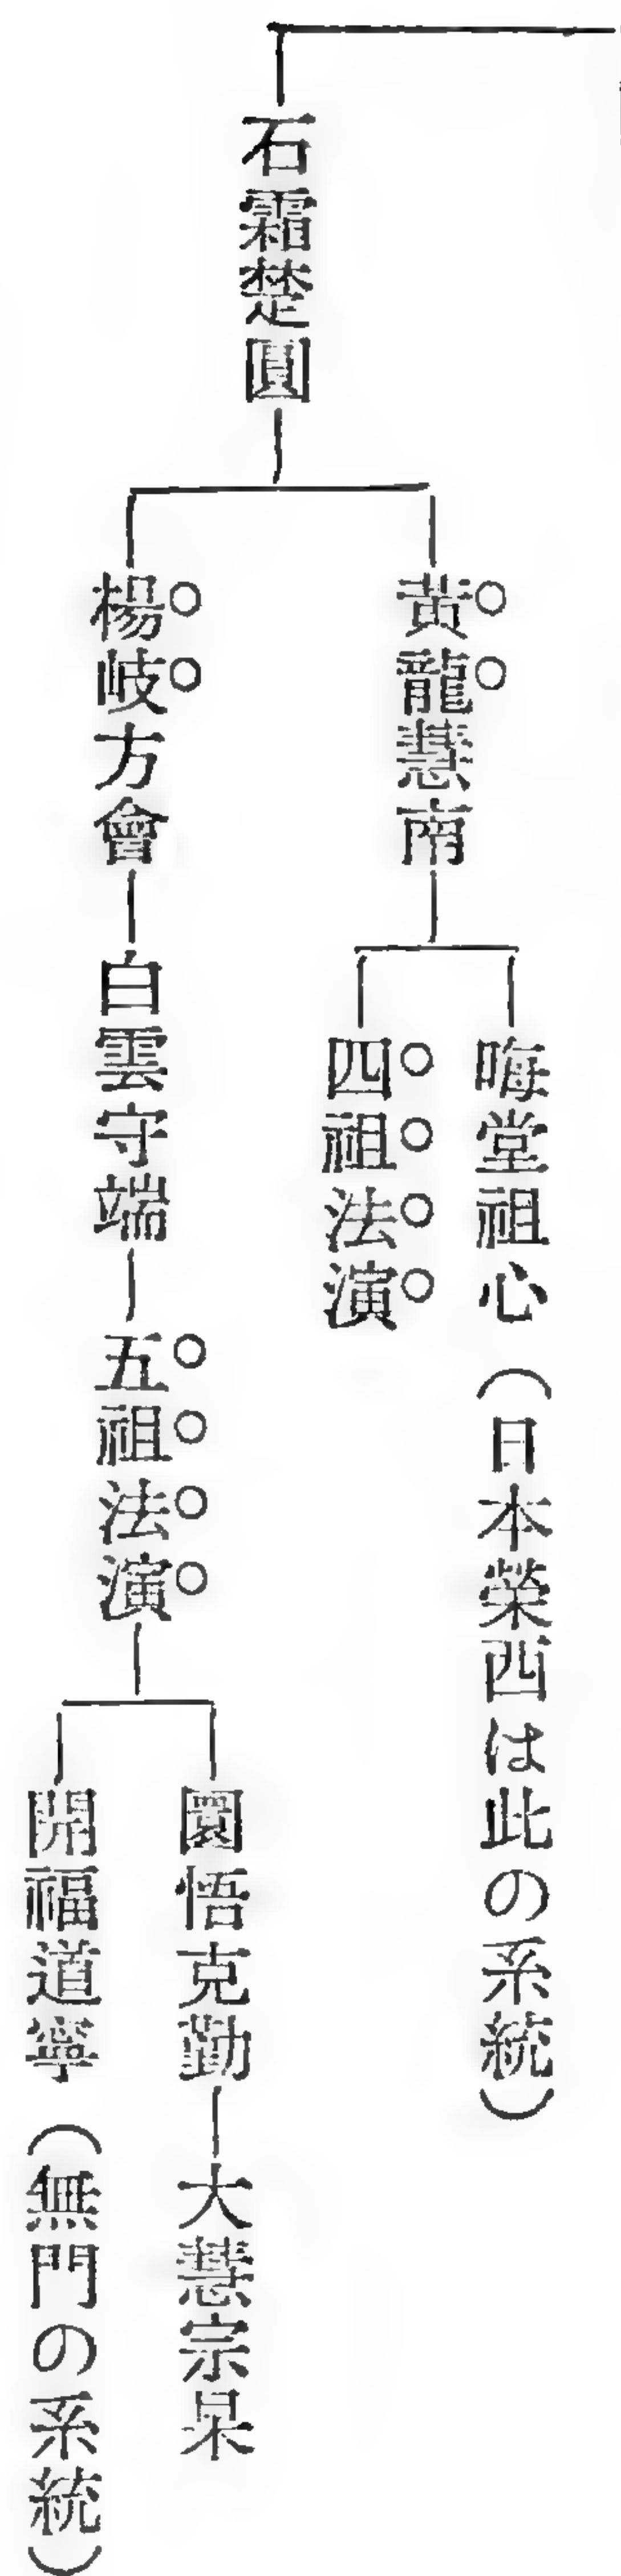 石霜楚圓
黃龍慧南
晦堂祖心(日本榮西は此の系統)
四祖法演
楊岐方會
白雲守端
五祖法演
圜悟克勤
大慧宗杲
開福道寧(無門の系統)